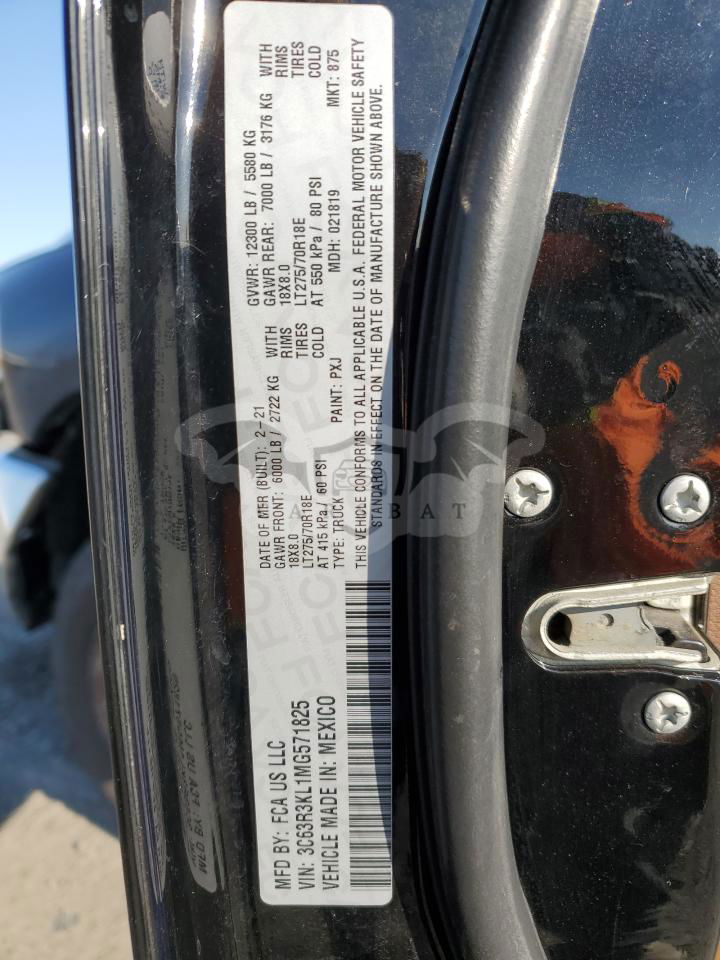 MFD BY: FCA US LLC
VIN: 3C63R3KL1MG571825
VEHICLE MADE IN: MEXICO
DATE OF MFR (BUILT): 2-21 GVWR: 12300 LB / 5580 KG
GAWR FRONT: 6000 LB / 2722 KG WITH GAWR REAR: 7000 LB / 3176 KG WITH
18X8.0 RIMS 18X8.0 RIMS
LT275/70R18E TIRES LT275/70R18E TIRES
AT 415 kPa / 60 PSI COLD AT 550 kPa / 80 PSI COLD
TYPE: TRUCK PAINT: PXJ MDH: 021819 MKT: 875
THIS VEHICLE CONFORMS TO ALL APPLICABLE U.S.A. FEDERAL MOTOR VEHICLE SAFETY
STANDARDS IN EFFECT ON THE DATE OF MANUFACTURE SHOWN ABOVE.